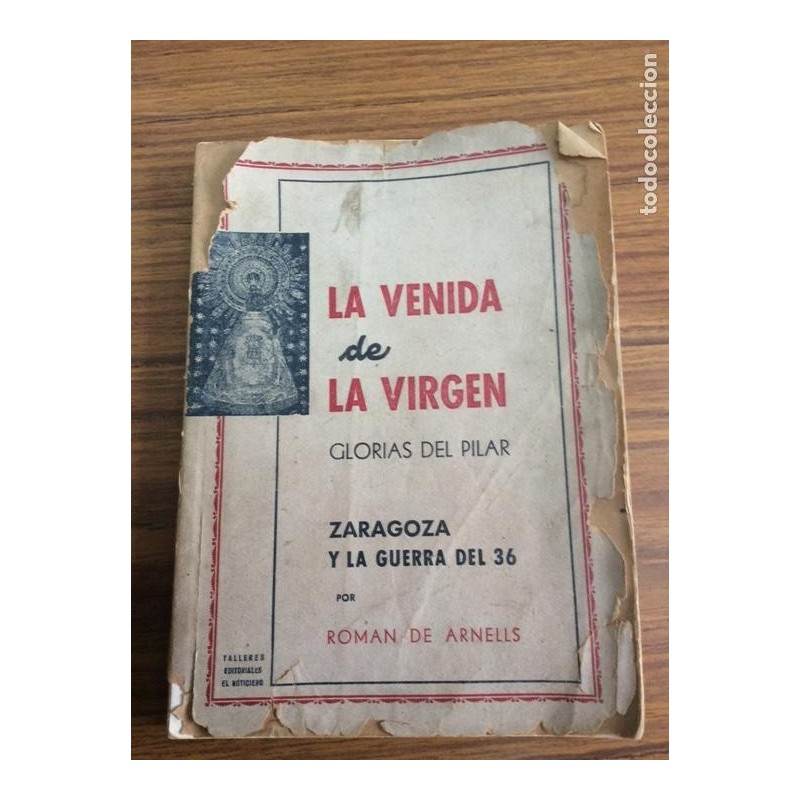 LA VENIDA
de
LA VIRGEN
GLORIAS DEL PILAR
ZARAGOZA
Y LA GUERRA DEL 36
POR
ROMAN DE ARNELLS
TALLERES
EDITORIALES
EL NOTICIERO
todocoleccion